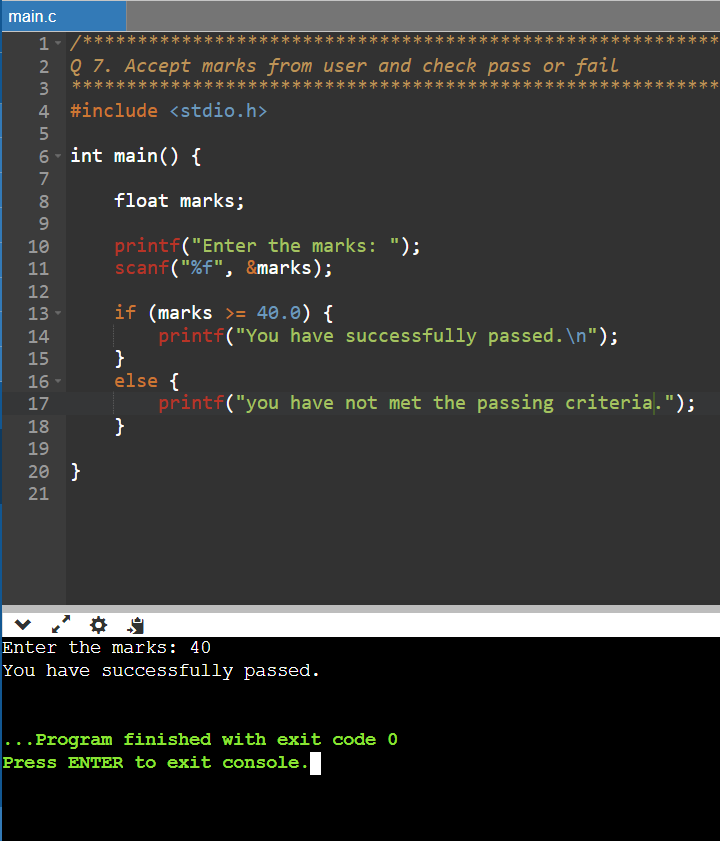 main.c
1 /**********************************************************
2 Q 7. Accept marks from user and check pass or fail
3 ***********************************************************
4 #include <stdio.h>
5
6 int main() {
7
8     float marks;
9
10     printf("Enter the marks: ");
11     scanf("%f", &marks);
12
13     if (marks >= 40.0) {
14         printf("You have successfully passed.\n");
15     }
16     else {
17         printf("you have not met the passing criteria.");
18     }
19
20 }
21
Enter the marks: 40
You have successfully passed.
...Program finished with exit code 0
Press ENTER to exit console.